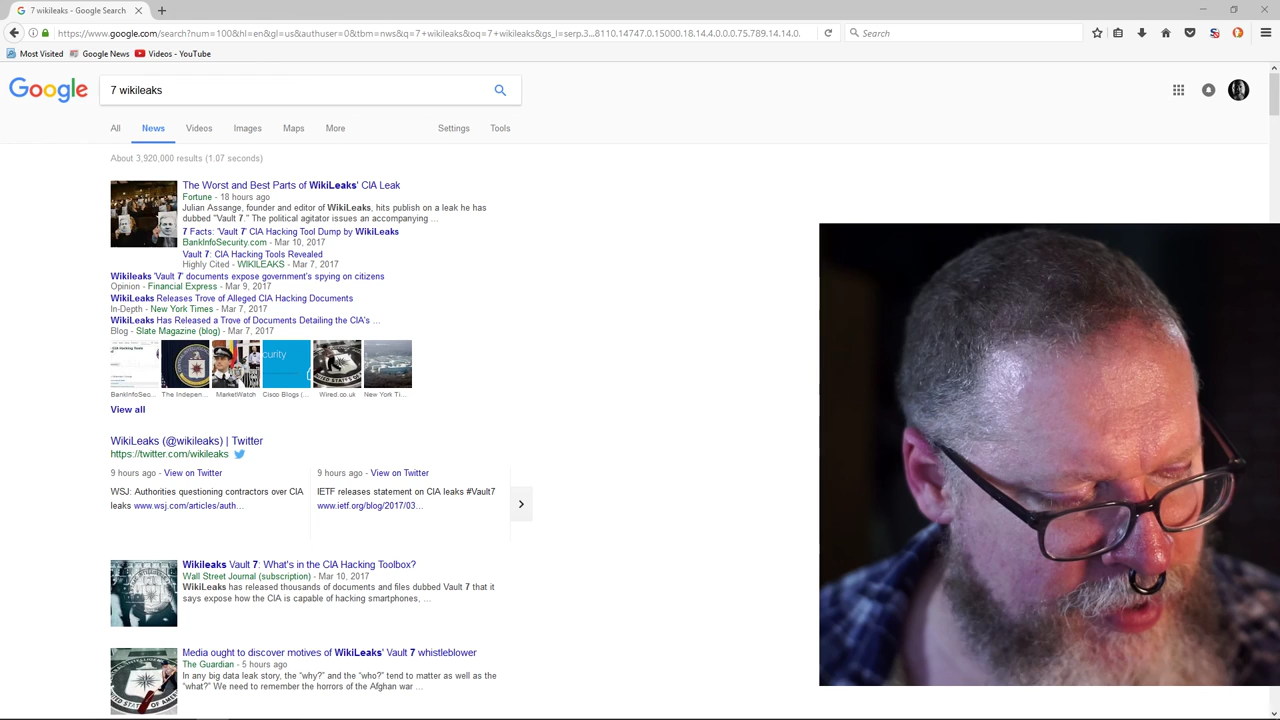 7 wikileaks - Google Search
https://www.google.com/search?num=100&hl=en&gl=us&authuser=0&tbm=nws&q=7+wikileaks&oq=7+wikileaks&gs_l=serp.3...8110.14747.0.15000.18.14.4.0.0.0.75.789.14.14.0.
Search
Most Visited
Google News
Videos - YouTube
Google
7 wikileaks
All News Videos Images Maps More Settings Tools
About 3,920,000 results (1.07 seconds)
The Worst and Best Parts of WikiLeaks' CIA Leak
Fortune - 18 hours ago
Julian Assange, founder and editor of WikiLeaks, hits publish on a leak he has
dubbed "Vault 7." The political agitator issues an accompanying ...
7 Facts: 'Vault 7' CIA Hacking Tool Dump by WikiLeaks
BankInfoSecurity.com - Mar 10, 2017
Vault 7: CIA Hacking Tools Revealed
Highly Cited - WIKILEAKS - Mar 7, 2017
Wikileaks 'Vault 7' documents expose government's spying on citizens
Opinion - Financial Express - Mar 9, 2017
WikiLeaks Releases Trove of Alleged CIA Hacking Documents
In-Depth - New York Times - Mar 7, 2017
WikiLeaks Has Released a Trove of Documents Detailing the CIA's ...
Blog - Slate Magazine (blog) - Mar 7, 2017
CIA Hacking Tools
curity
BankInfoSec... The Indepen... MarketWatch Cisco Blogs (... Wired.co.uk New York Ti...
View all
WikiLeaks (@wikileaks) | Twitter
https://twitter.com/wikileaks
9 hours ago - View on Twitter
WSJ: Authorities questioning contractors over CIA
leaks www.wsj.com/articles/auth...
9 hours ago - View on Twitter
IETF releases statement on CIA leaks #Vault7
www.ietf.org/blog/2017/03...
Wikileaks Vault 7: What's in the CIA Hacking Toolbox?
Wall Street Journal (subscription) - Mar 10, 2017
WikiLeaks has released thousands of documents and files dubbed Vault 7 that it
says expose how the CIA is capable of hacking smartphones, ...
Media ought to discover motives of WikiLeaks' Vault 7 whistleblower
The Guardian - 5 hours ago
In any big data leak story, the "why?" and the "who?" tend to matter as well as the
"what?" We need to remember the horrors of the Afghan war ...